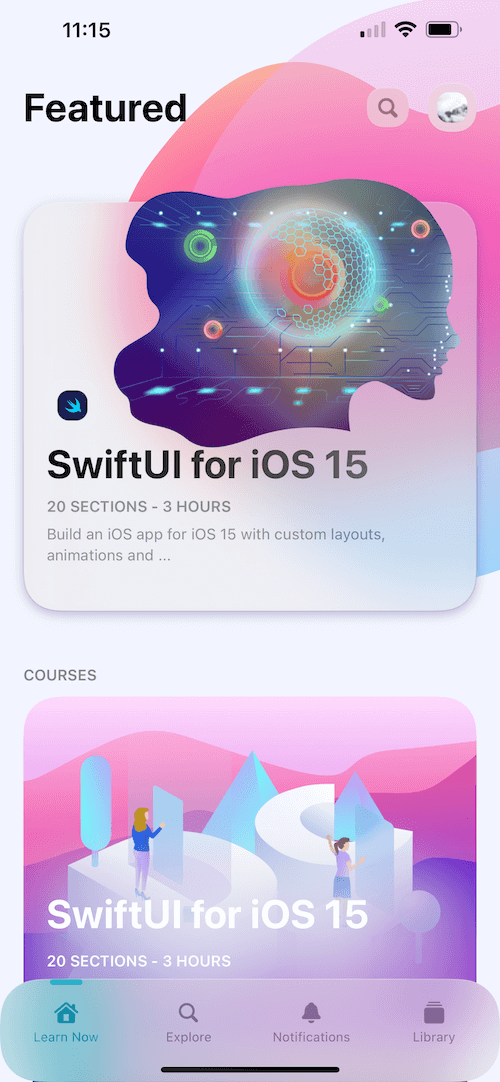 11:15
Featured
SwiftUI for iOS 15
20 SECTIONS - 3 HOURS
Build an iOS app for iOS 15 with custom layouts,
animations and ...
COURSES
SwiftUI for iOS 15
20 SECTIONS - 3 HOURS
Learn Now
Explore
Notifications
Library